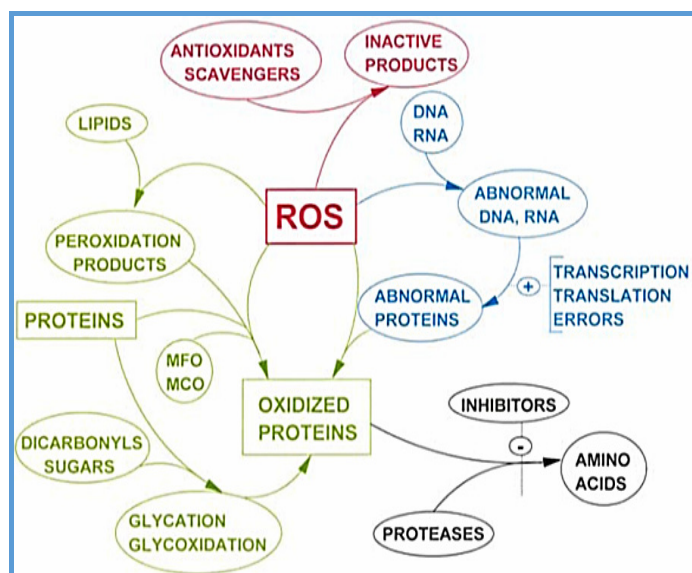 ANTIOXIDANTS
SCAVENGERS
INACTIVE
PRODUCTS
LIPIDS
DNA
RNA
ROS
ABNORMAL
DNA, RNA
PEROXIDATION
PRODUCTS
+
TRANSCRIPTION
TRANSLATION
ERRORS
ABNORMAL
PROTEINS
PROTEINS
MFO
MCO
OXIDIZED
PROTEINS
INHIBITORS
-
DICARBONYLS
SUGARS
AMINO
ACIDS
GLYCATION
GLYCOXIDATION
PROTEASES